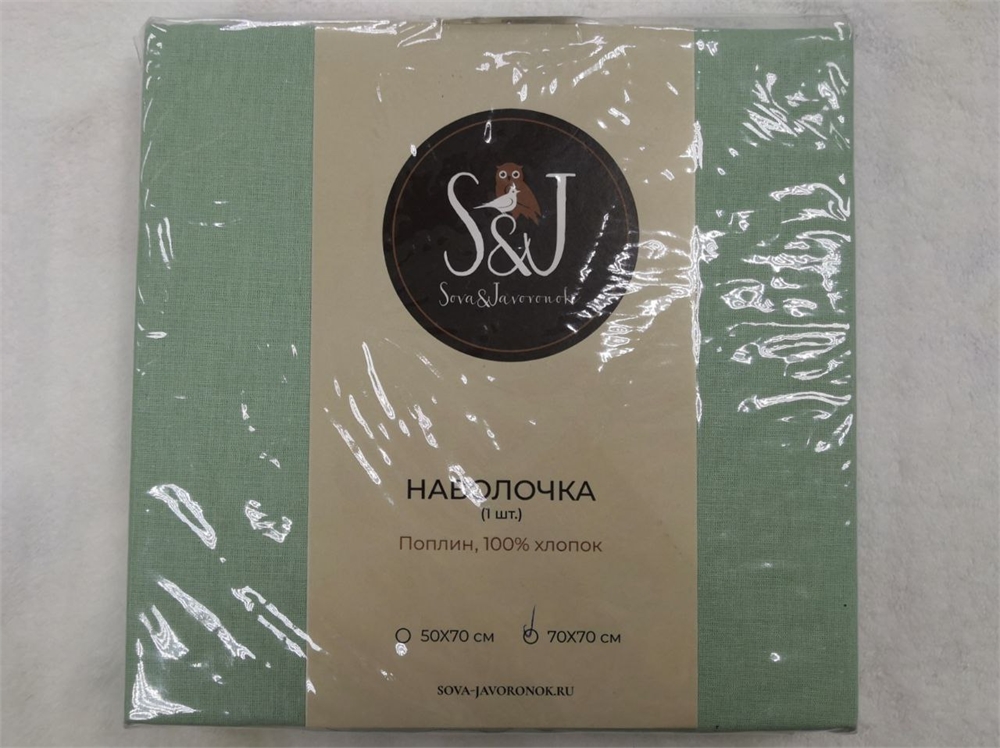 S&J
Sova&Javoronok
НАВОЛОЧКА
(1 шт.)
Поплин, 100% хлопок
50X70 см 70X70 см
SOVA-JAVORONOK.RU